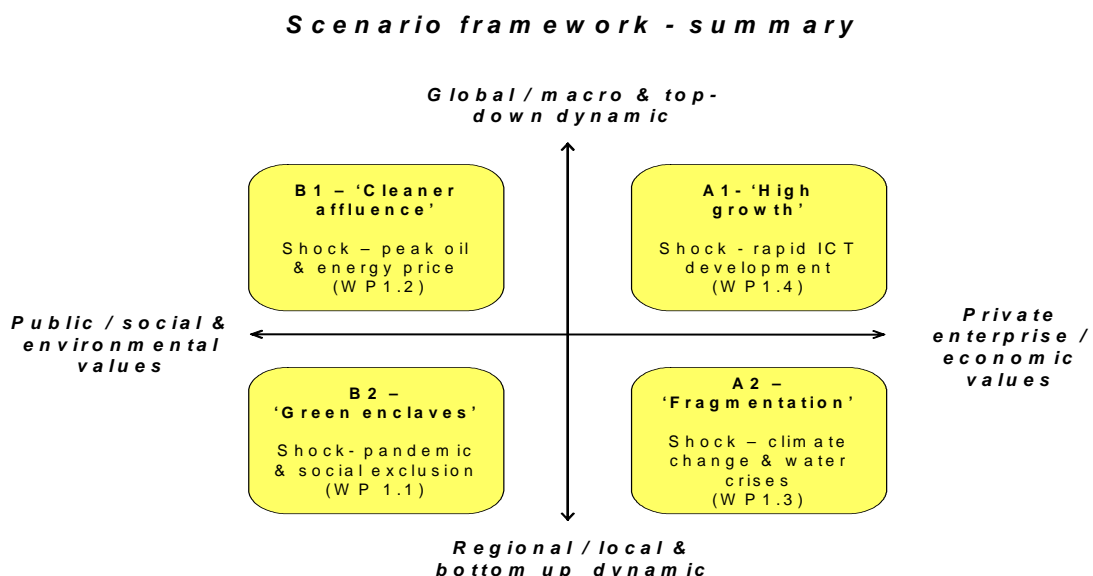 Scenario framework - summary
Global / macro & top-
down dynamic
B1 – ‘Cleaner
affluence’
Shock – peak oil
& energy price
(WP1.2)
A1- ‘High
growth’
Shock - rapid ICT
development
(WP1.4)
Public / social &
environmental
values
Private
enterprise /
economic
values
B2 –
‘Green enclaves’
Shock- pandemic
& social exclusion
(WP 1.1)
A2 –
‘Fragmentation’
Shock – climate
change & water
crises
(WP1.3)
Regional / local &
bottom up dynamic